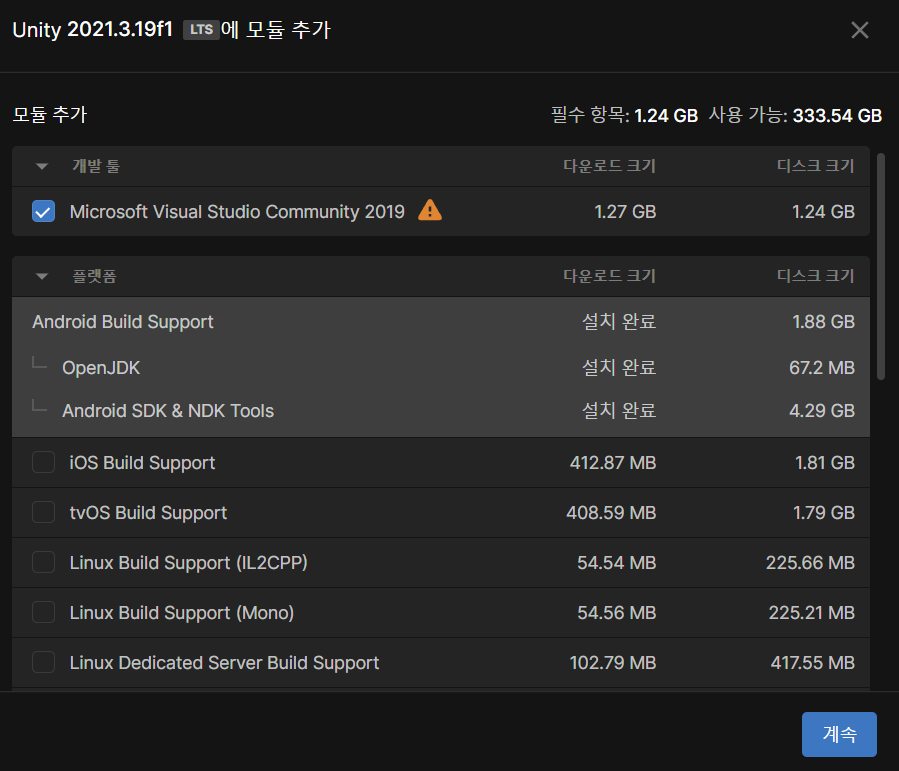 Unity 2021.3.19f1 LTS에 모듈 추가
모듈 추가 필수 항목: 1.24 GB 사용 가능: 333.54 GB
개발 툴 다운로드 크기 디스크 크기
Microsoft Visual Studio Community 2019 1.27 GB 1.24 GB
플랫폼 다운로드 크기 디스크 크기
Android Build Support 설치 완료 1.88 GB
OpenJDK 설치 완료 67.2 MB
Android SDK & NDK Tools 설치 완료 4.29 GB
iOS Build Support 412.87 MB 1.81 GB
tvOS Build Support 408.59 MB 1.79 GB
Linux Build Support (IL2CPP) 54.54 MB 225.66 MB
Linux Build Support (Mono) 54.56 MB 225.21 MB
Linux Dedicated Server Build Support 102.79 MB 417.55 MB
계속